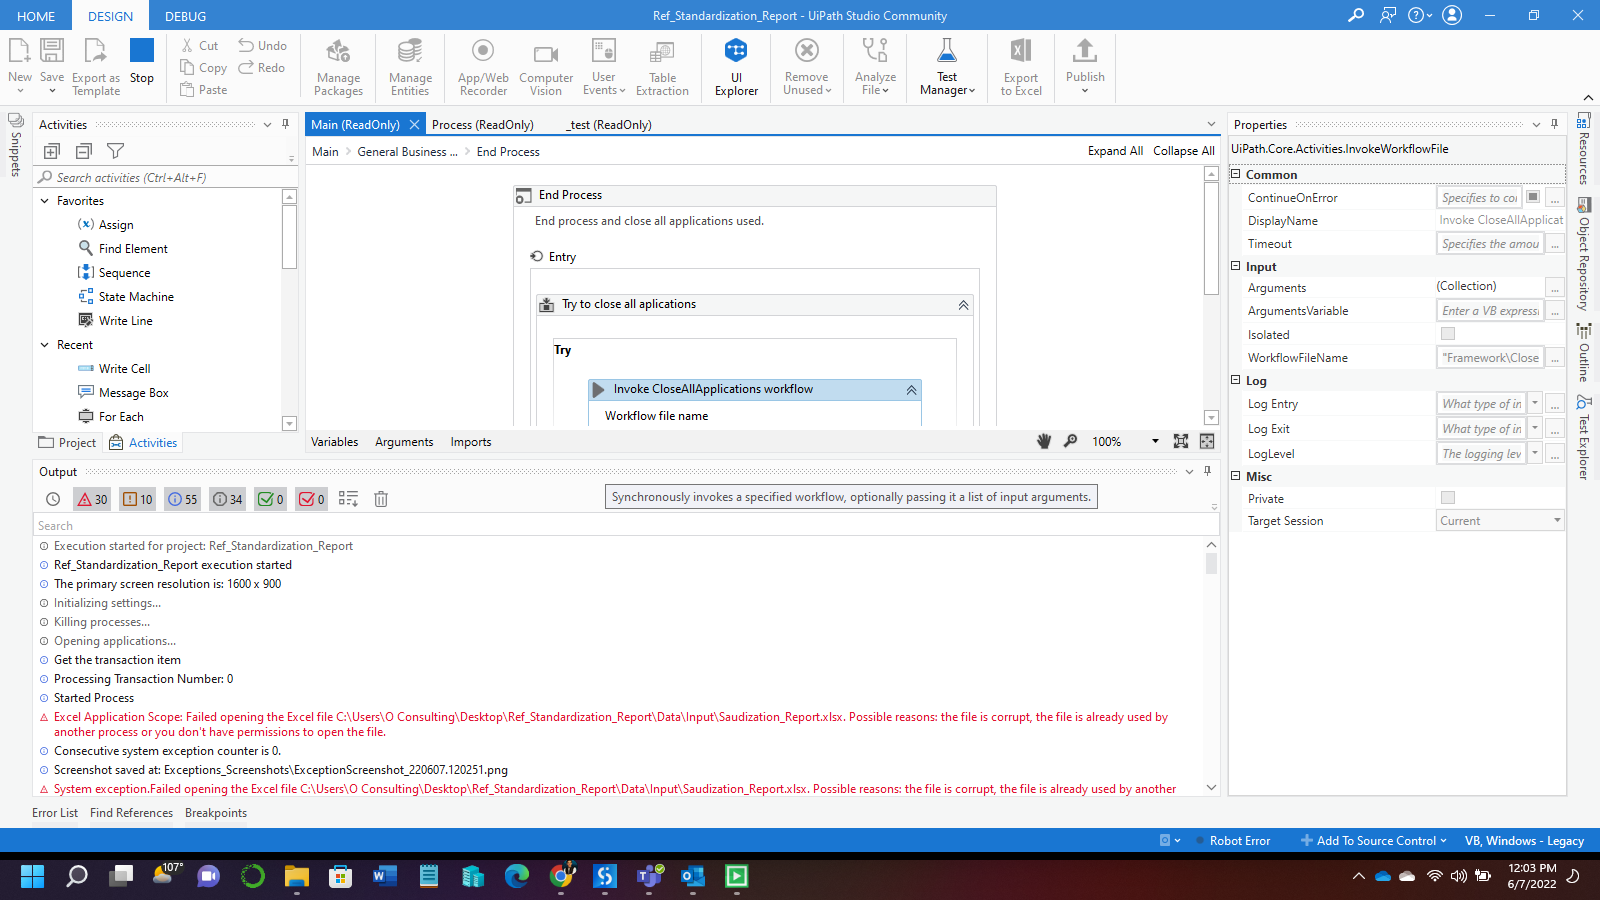 HOME DESIGN DEBUG Ref_Standardization_Report - UiPath Studio Community
New Save Export as Template Stop
Cut Undo
Copy Redo
Paste
Manage Packages Manage Entities App/Web Recorder Computer Vision User Events Table Extraction UI Explorer Remove Unused Analyze File Test Manager Export to Excel Publish
Snippets
Activities
Search activities (Ctrl+Alt+F)
Favorites
(x) Assign
Find Element
Sequence
State Machine
Write Line
Recent
Write Cell
Message Box
For Each
Project Activities
Main (ReadOnly) Process (ReadOnly) _test (ReadOnly)
Main > General Business ... > End Process Expand All Collapse All
End Process
End process and close all applications used.
Entry
Try to close all aplications
Try
Invoke CloseAllApplications workflow
Workflow file name
Variables Arguments Imports 100%
Output
30 10 55 34 0 0
Synchronously invokes a specified workflow, optionally passing it a list of input arguments.
Search
Execution started for project: Ref_Standardization_Report
Ref_Standardization_Report execution started
The primary screen resolution is: 1600 x 900
Initializing settings...
Killing processes...
Opening applications...
Get the transaction item
Processing Transaction Number: 0
Started Process
Excel Application Scope: Failed opening the Excel file C:\Users\O Consulting\Desktop\Ref_Standardization_Report\Data\Input\Saudization_Report.xlsx. Possible reasons: the file is corrupt, the file is already used by
another process or you don't have permissions to open the file.
Consecutive system exception counter is 0.
Screenshot saved at: Exceptions_Screenshots\ExceptionScreenshot_220607.120251.png
System exception.Failed opening the Excel file C:\Users\O Consulting\Desktop\Ref_Standardization_Report\Data\Input\Saudization_Report.xlsx. Possible reasons: the file is corrupt, the file is already used by another
Error List Find References Breakpoints
Properties
UiPath.Core.Activities.InvokeWorkflowFile
Common
ContinueOnError Specifies to coi ...
DisplayName Invoke CloseAllApplicat
Timeout Specifies the amou ...
Input
Arguments (Collection) ...
ArgumentsVariable Enter a VB expressi ...
Isolated
WorkflowFileName "Framework\Close ...
Log
Log Entry What type of in ...
Log Exit What type of in ...
LogLevel The logging lev ...
Misc
Private
Target Session Current
Resources
Object Repository
Outline
Test Explorer
Robot Error Add To Source Control VB, Windows - Legacy
107°
12:03 PM
6/7/2022